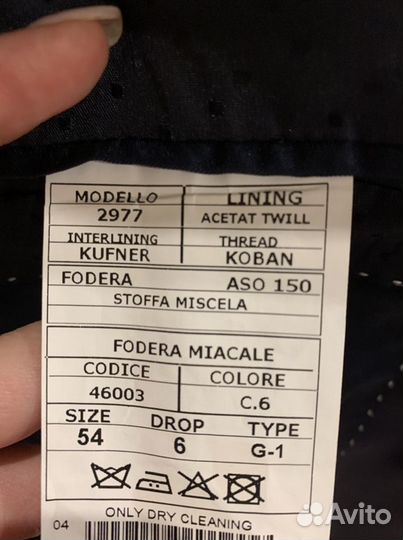 MODELLO LINING
2977 ACETAT TWILL
INTERLINING THREAD
KUFNER KOBAN
FODERA ASO 150
STOFFA MISCELA
FODERA MIACALE
CODICE COLORE
46003 C.6
SIZE DROP TYPE
54 6 G-1
ONLY DRY CLEANING
04
Avito